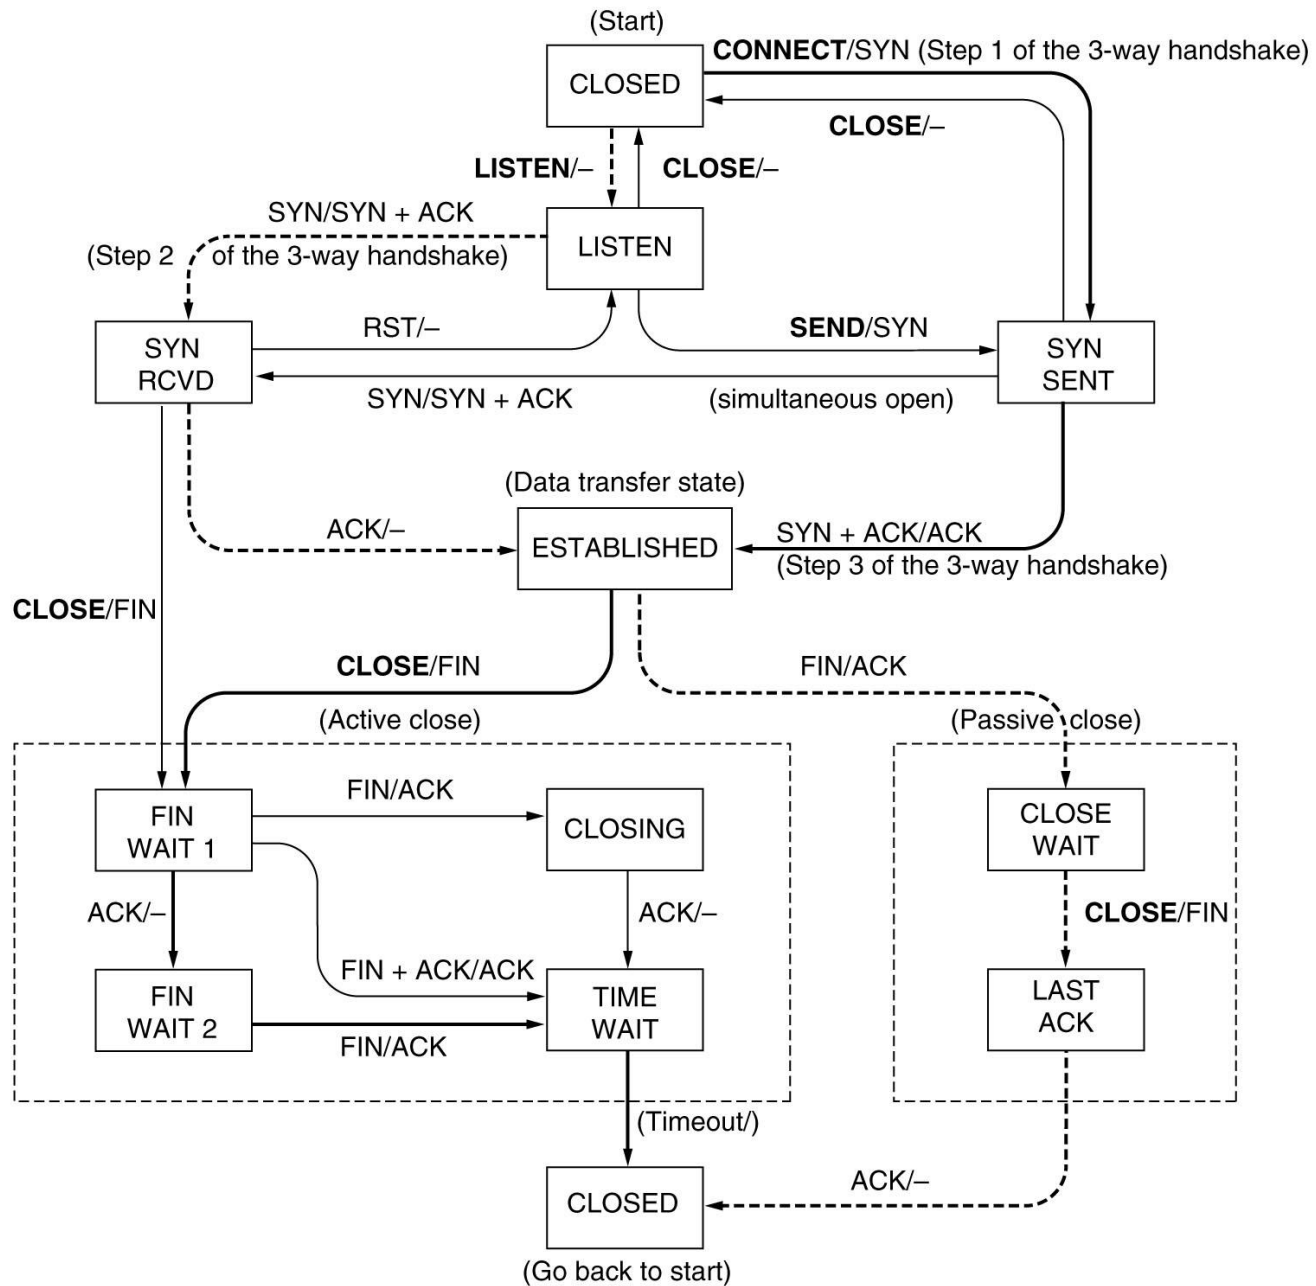 (Start)
CONNECT/SYN (Step 1 of the 3-way handshake)
CLOSED
CLOSE/–
LISTEN/–
CLOSE/–
SYN/SYN + ACK
(Step 2 of the 3-way handshake)
LISTEN
RST/–
SEND/SYN
SYN
RCVD
SYN
SENT
SYN/SYN + ACK
(simultaneous open)
(Data transfer state)
ACK/–
ESTABLISHED
SYN + ACK/ACK
(Step 3 of the 3-way handshake)
CLOSE/FIN
CLOSE/FIN
FIN/ACK
(Active close)
(Passive close)
FIN
WAIT 1
FIN/ACK
CLOSING
CLOSE
WAIT
ACK/–
ACK/–
CLOSE/FIN
FIN + ACK/ACK
FIN
WAIT 2
FIN/ACK
TIME
WAIT
LAST
ACK
(Timeout/)
ACK/–
CLOSED
(Go back to start)